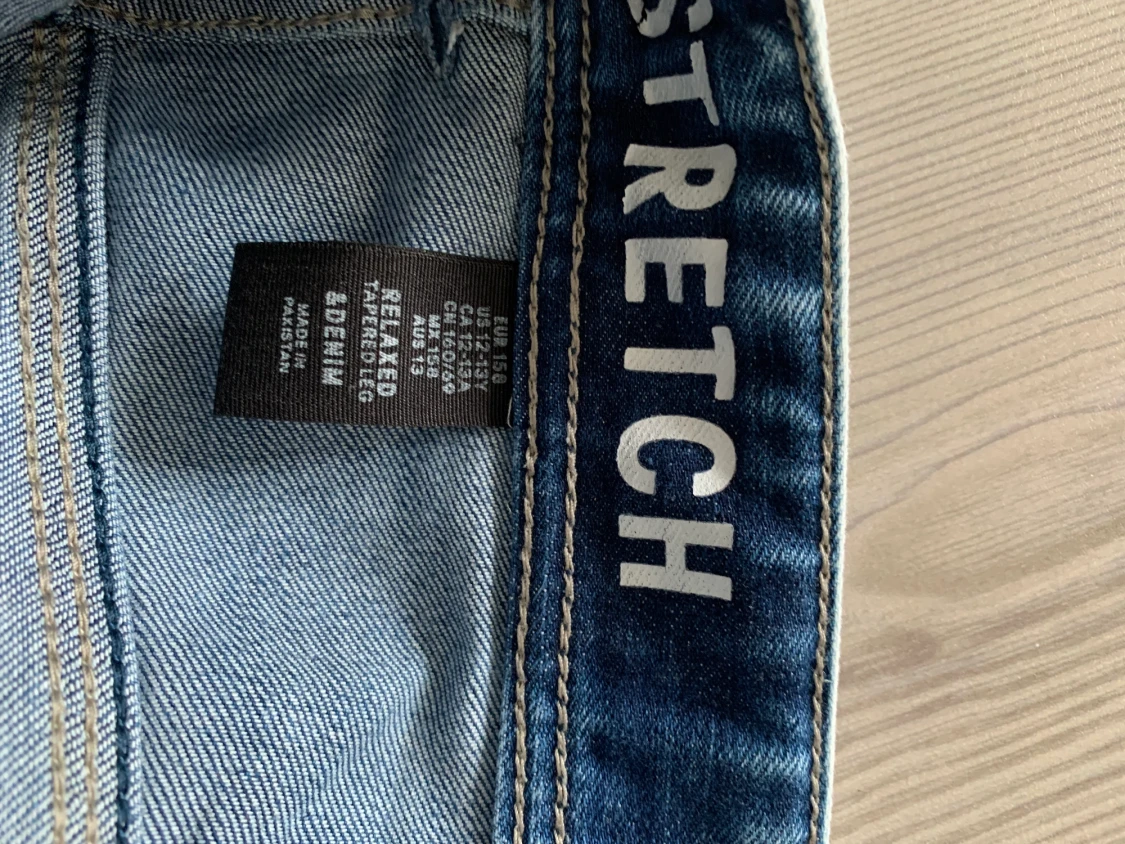 STRETCH
EUR 158
US 12-13Y
CA 12-13A
CN 160/69
MX 158
AUS 13
RELAXED
TAPERED LEG
&DENIM
MADE IN
PAKISTAN